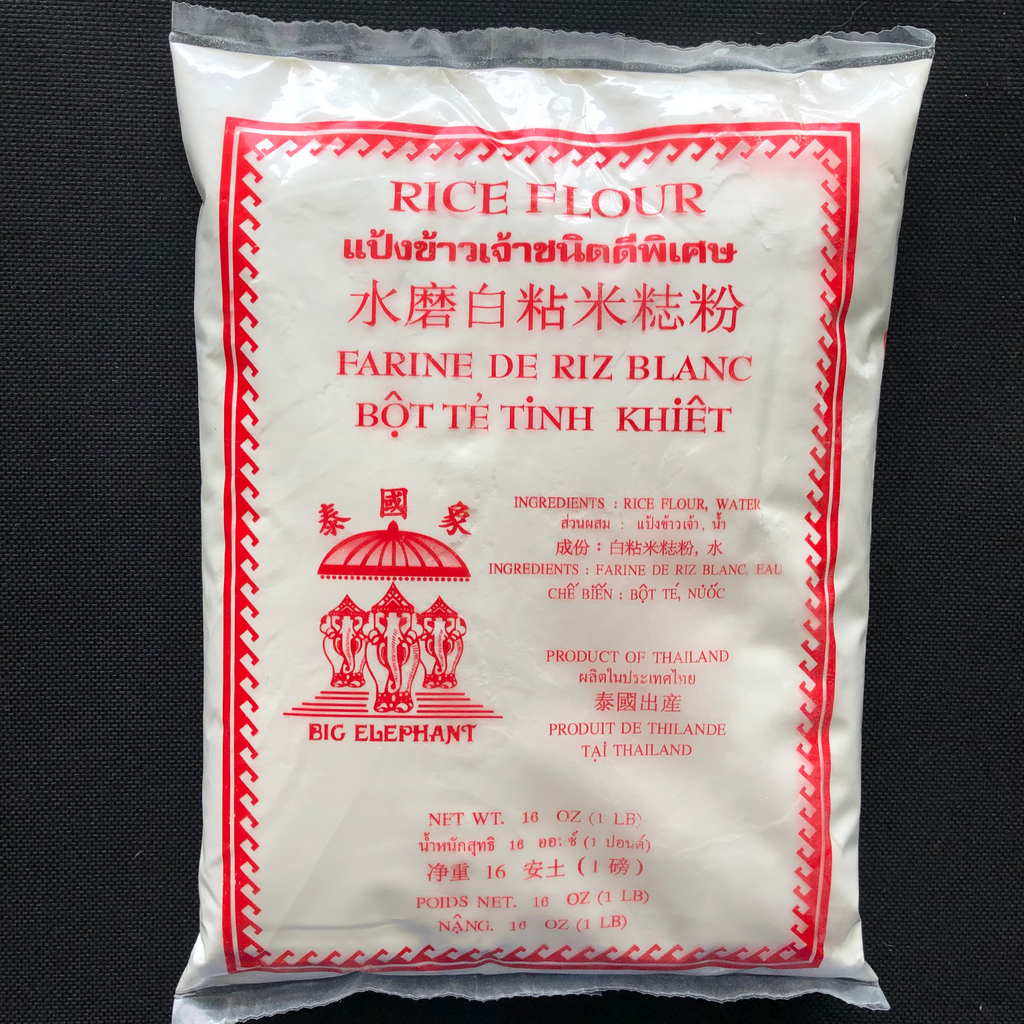 RICE FLOUR
แป้งข้าวเจ้าชนิดดีพิเศษ
水磨白粘米粩粉
FARINE DE RIZ BLANC
BỘT TẺ TİNH KHiÊT
泰國象
BIG ELEPHANT
INGREDIENTS : RICE FLOUR, WATER
ส่วนผสม : แป้งข้าวเจ้า, น้ำ
成份：白粘米粩粉, 水
INGREDIENTS : FARINE DE RIZ BLANC, EAU
CHẾ BIẾN : BỘT TẺ, NƯỚC
PRODUCT OF THAILAND
ผลิตในประเทศไทย
泰國出産
PRODUIT DE THILANDE
TẠI THAILAND
NET WT. 16 OZ (1 LB)
น้ำหนักสุทธิ 16 ออนซ์ (1 ปอนด์)
净重 16 安士 (1 磅)
POIDS NET. 16 OZ (1 LB)
NẬNG. 16 OZ (1 LB)